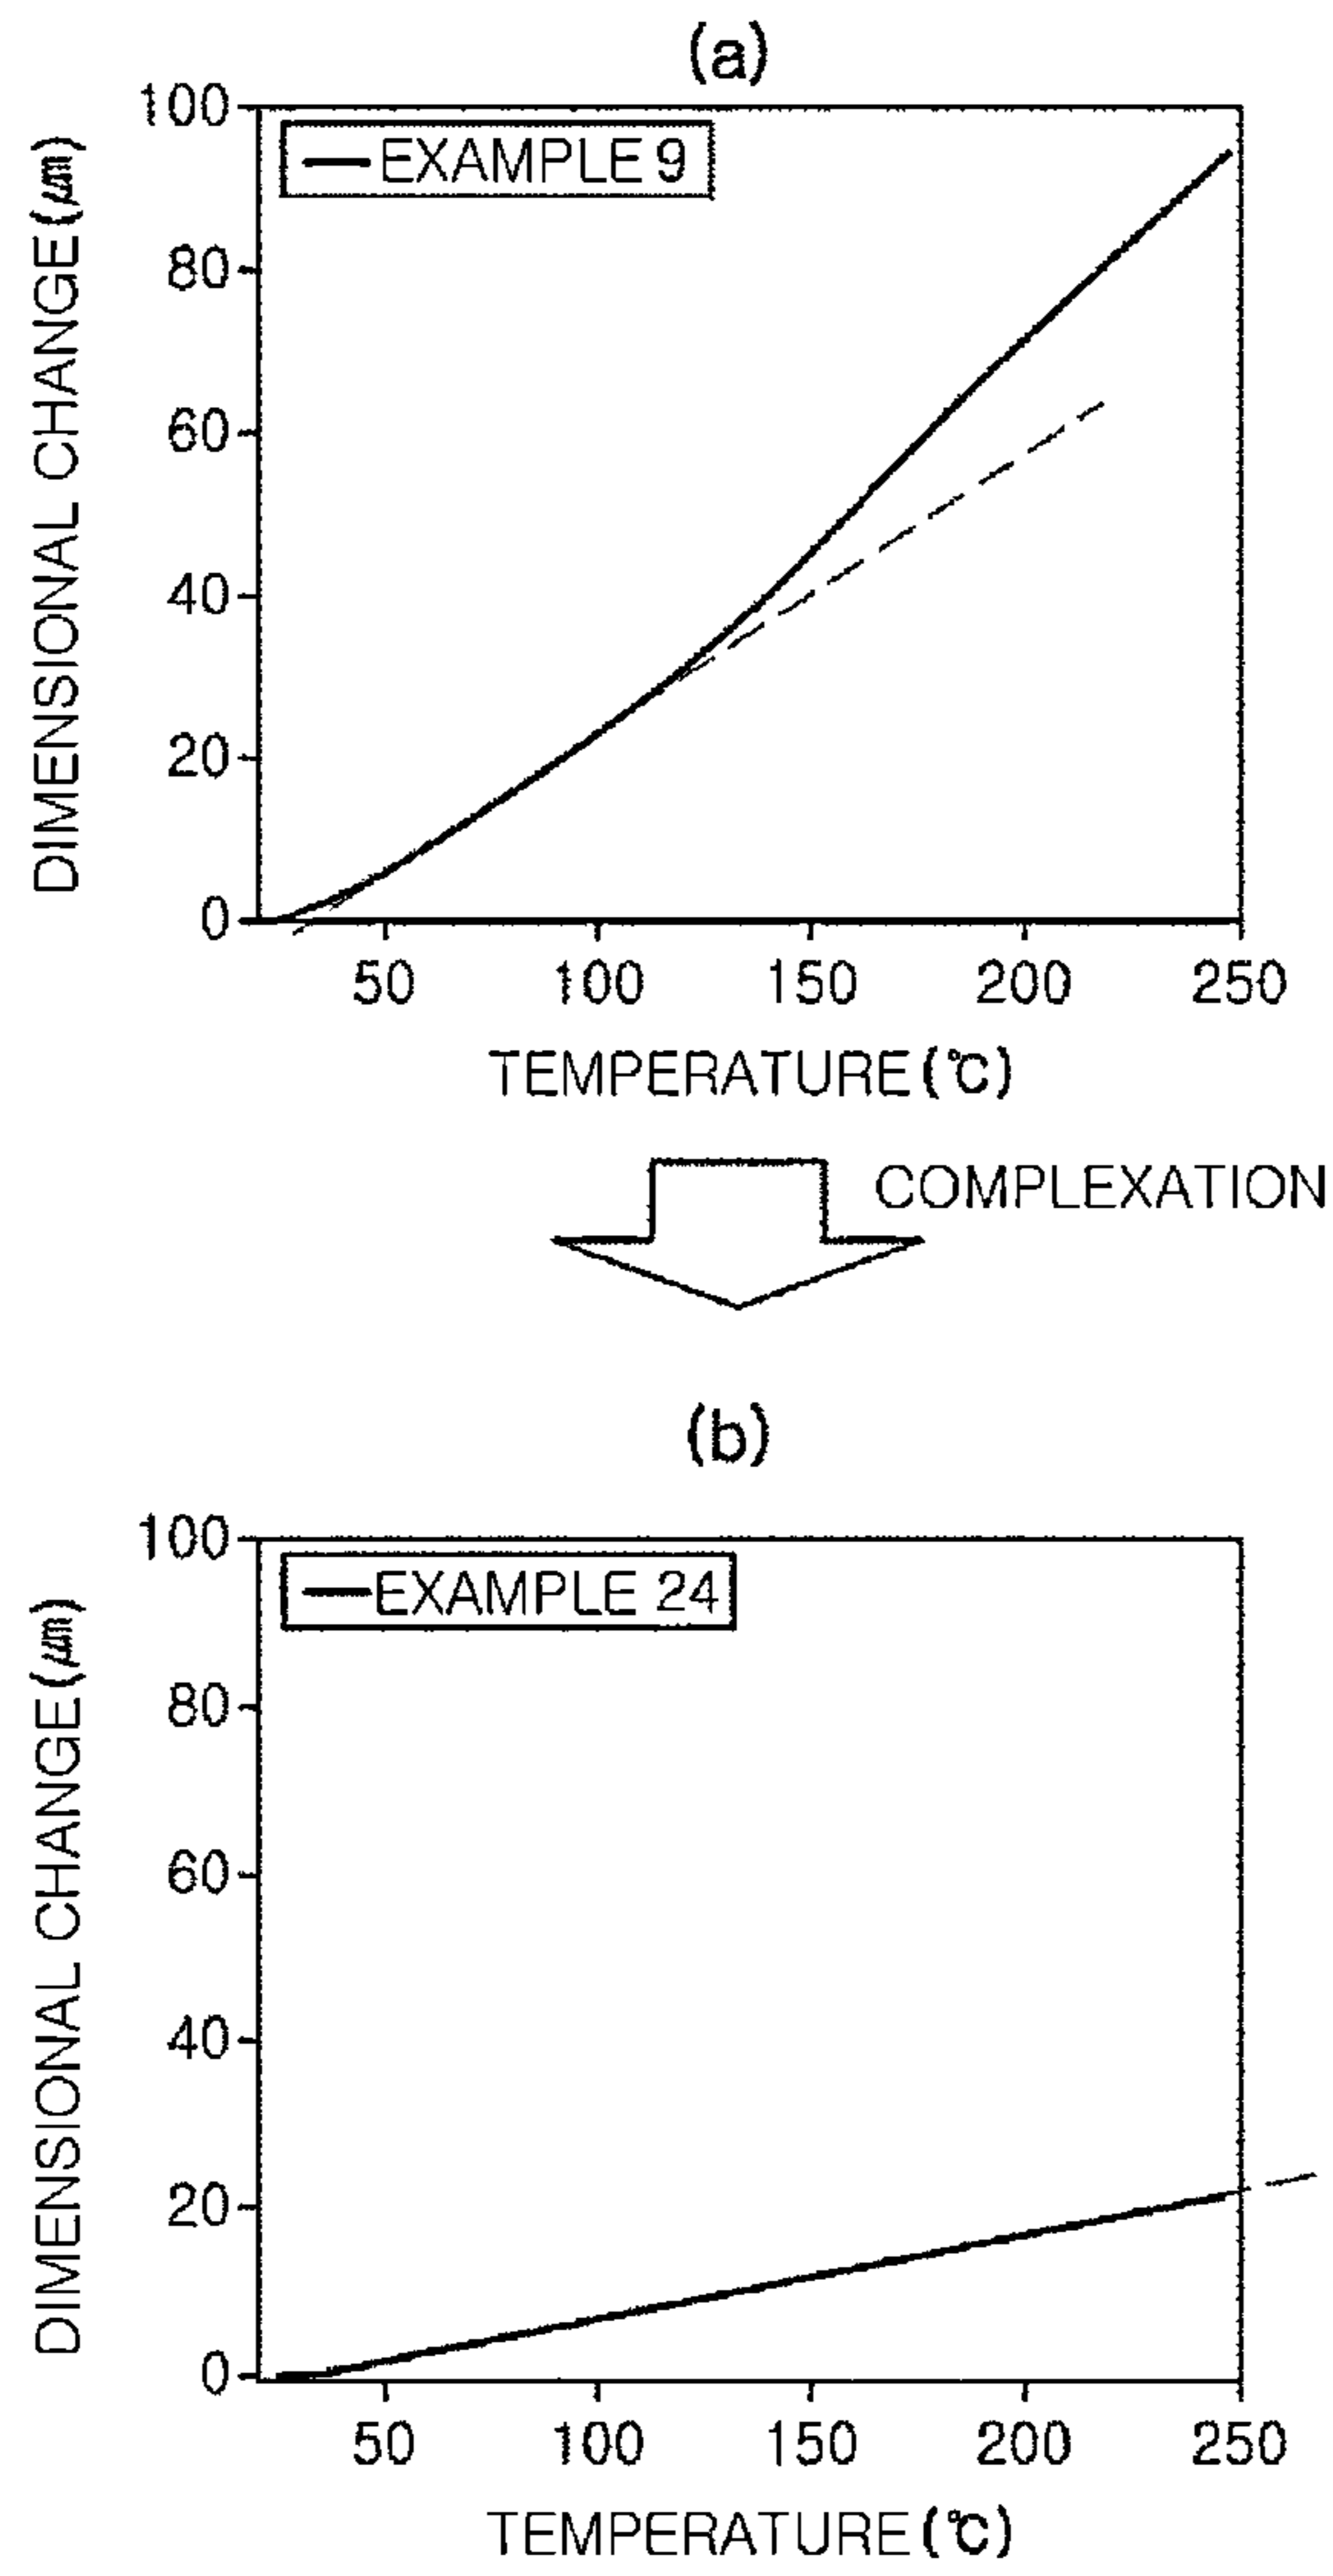 (a)
DIMENSIONAL CHANGE(㎛)
100
80
60
40
20
0
EXAMPLE 9
50 100 150 200 250
TEMPERATURE(℃)
COMPLEXATION
(b)
DIMENSIONAL CHANGE(㎛)
100
80
60
40
20
0
EXAMPLE 24
50 100 150 200 250
TEMPERATURE(℃)